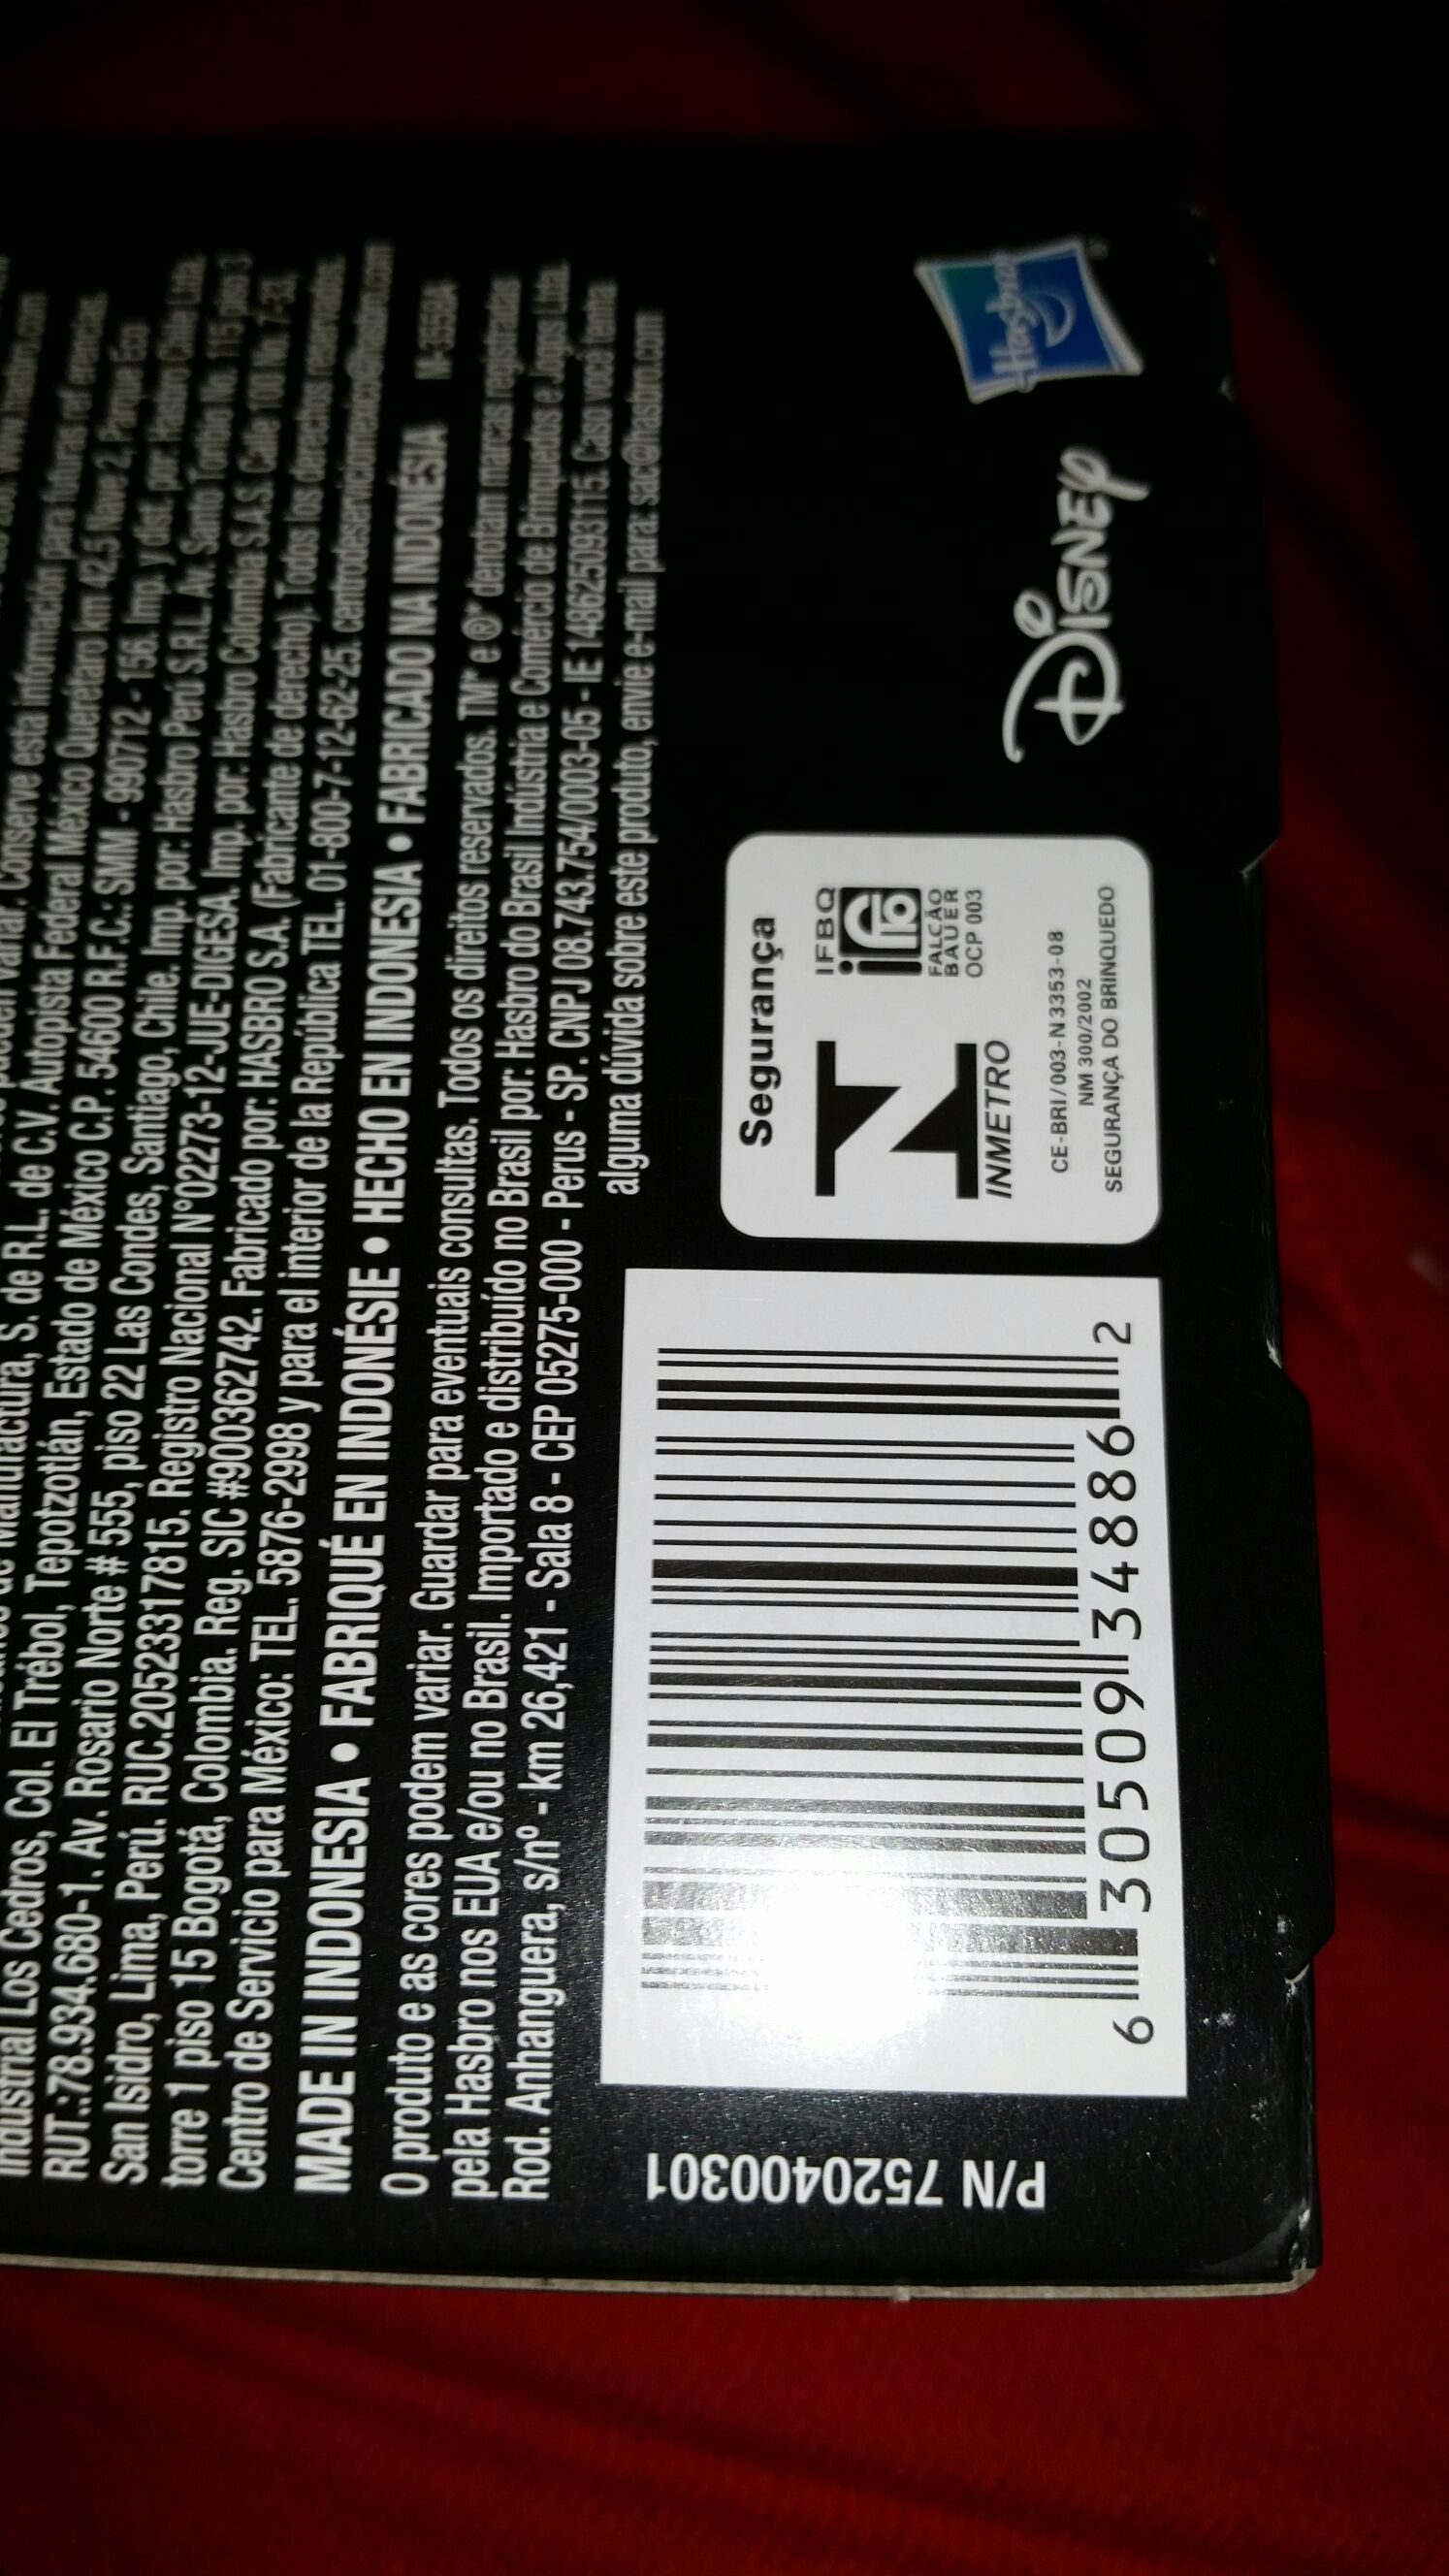 Conserve esta información para futuras
Industrial Los Cedros, Col. El Trébol, Tepotzotlán, Estado de México C.P. 54600 R.F.C.: SMM - 990712 - 156. Imp. y dist. por: Hasbro Chile Ltda.
RUT.:78.934.680-1. Av. Rosario Norte # 555, piso 22 Las Condes, Santiago, Chile. Imp. por: Hasbro Perú S.R.L. Av. Santo Toribio No. 115 piso
San Isidro, Lima, Perú. RUC.20523317815. Registro Nacional N°02273-12-JUE-DIGESA. Imp. por: Hasbro Colombia S.A.S. Calle 100 No. 7-33,
torre 1 piso 15 Bogotá, Colombia. Reg. SIC #900362742. Fabricado por: HASBRO S.A. (Fabricante de derecho). Todos los derechos reservados.
Centro de Servicio para México: TEL. 5876-2998 y para el interior de la República TEL. 01-800-7-12-62-25.
MADE IN INDONESIA • FABRIQUÉ EN INDONÉSIE • HECHO EN INDONESIA • FABRICADO NA INDONÉSIA
O produto e as cores podem variar. Guardar para eventuais consultas. Todos os direitos reservados. TM* e ®* denotam marcas registradas
pela Hasbro nos EUA e/ou no Brasil. Importado e distribuído no Brasil por: Hasbro do Brasil Indústria e Comércio de Brinquedos e Jogos Ltda.
Rod. Anhanguera, s/nº - km 26,421 - Sala 8 - CEP 05275-000 - Perus - SP. CNPJ 08.743.754/0003-05 - IE 148625093115. Caso você tenha
alguma dúvida sobre este produto, envie e-mail para: sac@hasbro.com
P/N 7520400301
6 30509 34886 2
Segurança
INMETRO
IFBQ
FALCÃO
BAUER
OCP 003
CE-BRI/003-N 3353-08
NM 300/2002
SEGURANÇA DO BRINQUEDO
Disney
Hasbro